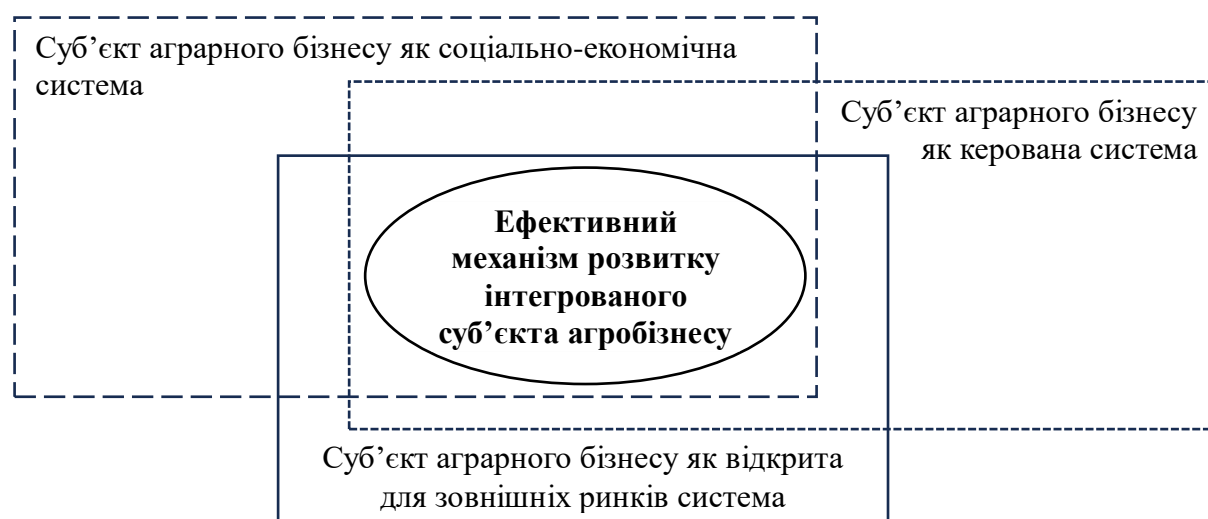 Суб’єкт аграрного бізнесу як соціально-економічна
система
Суб’єкт аграрного бізнесу
як керована система
Ефективний
механізм розвитку
інтегрованого
суб’єкта агробізнесу
Суб’єкт аграрного бізнесу як відкрита
для зовнішніх ринків система